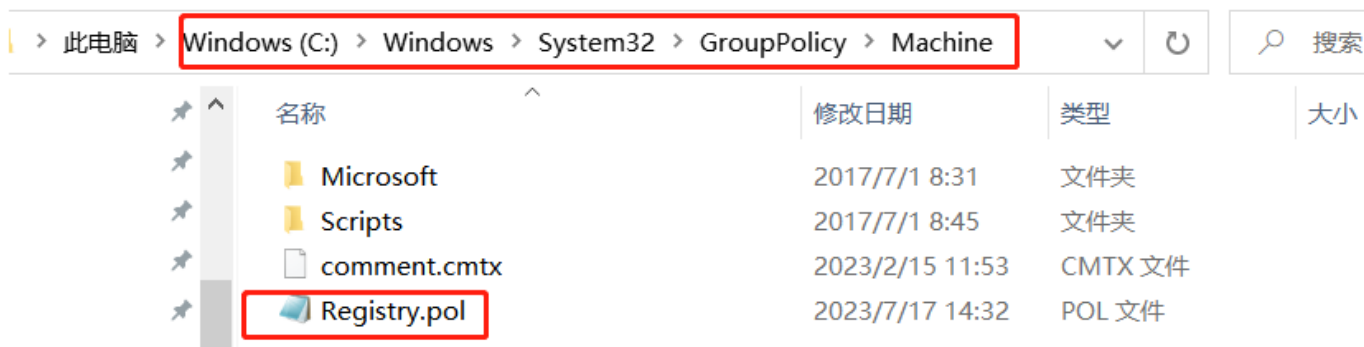 此电脑 > Windows (C:) > Windows > System32 > GroupPolicy > Machine 搜索
名称 修改日期 类型 大小
Microsoft 2017/7/1 8:31 文件夹
Scripts 2017/7/1 8:45 文件夹
comment.cmtx 2023/2/15 11:53 CMTX 文件
Registry.pol 2023/7/17 14:32 POL 文件